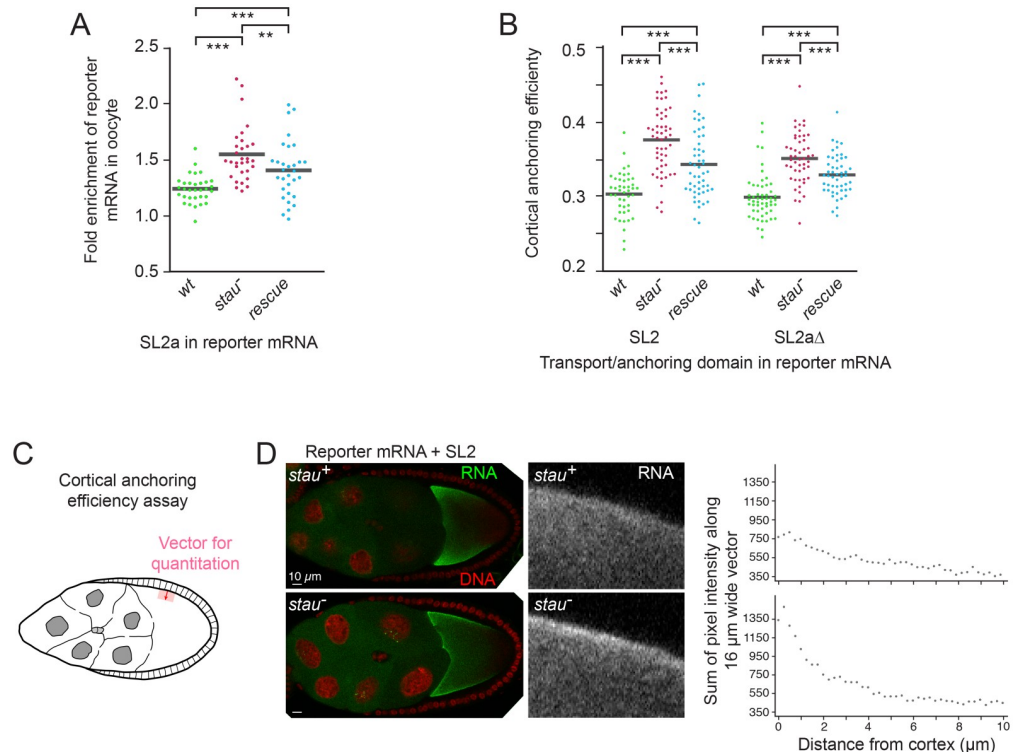 A
***
***
**
Fold enrichment of reporter
mRNA in oocyte
2.5
2.0
1.5
1.0
0.5
wt
stau-
rescue
SL2a in reporter mRNA
B
***
***
***
***
***
***
Cortical anchoring efficienty
0.5
0.4
0.3
0.2
wt
stau-
rescue
wt
stau-
rescue
SL2
SL2aΔ
Transport/anchoring domain in reporter mRNA
C
Cortical anchoring
efficiency assay
Vector for
quantitation
D
Reporter mRNA + SL2
stau+
RNA
10 µm
DNA
stau+
RNA
stau-
stau-
Sum of pixel intensity along
16 µm wide vector
1350
1150
950
750
550
350
1350
1150
950
750
550
350
0 2 4 6 8 10
Distance from cortex (µm)